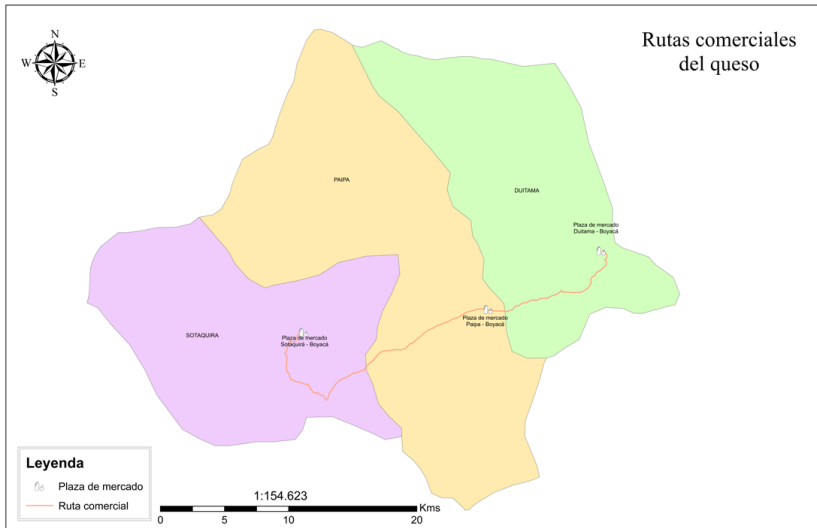 Rutas comerciales
del queso
N
W
E
S
PAIPA
DUITAMA
Plaza de mercado
Duitama - Boyacá
Plaza de mercado
Paipa - Boyacá
SOTAQUIRA
Plaza de mercado
Sotaquirá - Boyacá
Leyenda
Plaza de mercado
Ruta comercial
1:154.623
Kms
0 5 10 20